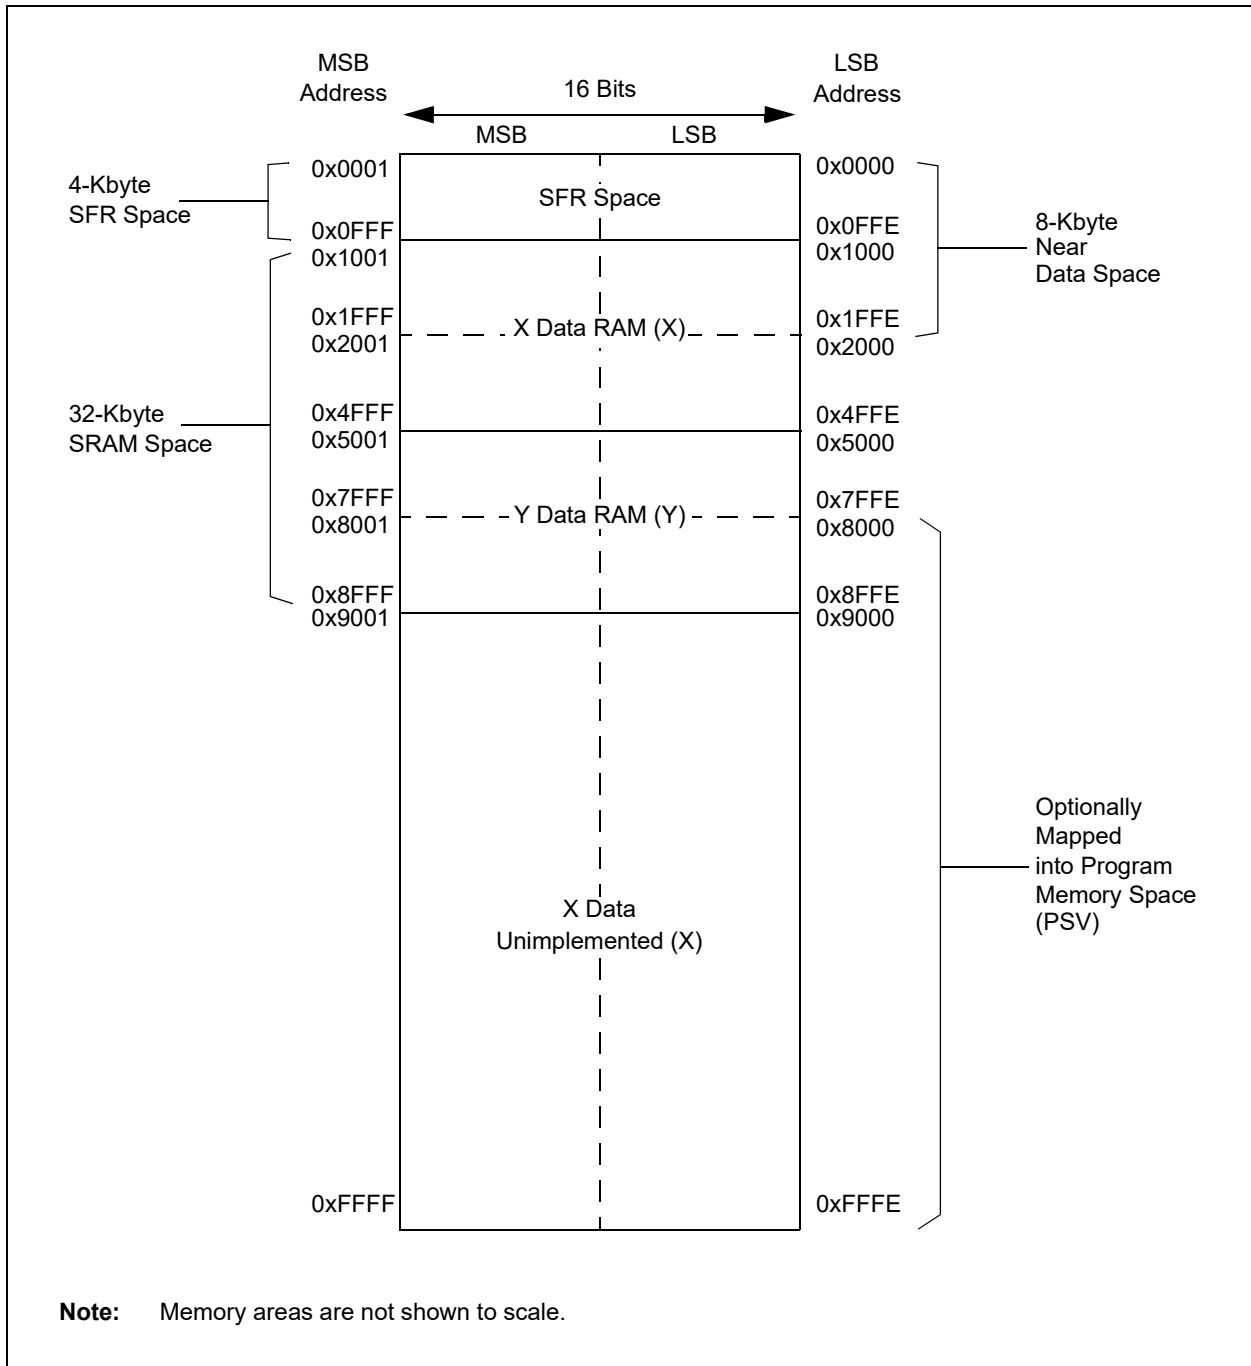 MSB
Address
16 Bits
LSB
Address
MSB
LSB
4-Kbyte
SFR Space
0x0001
0x0FFF
0x1001
SFR Space
0x0000
0x0FFE
0x1000
8-Kbyte
Near
Data Space
0x1FFF
0x2001
X Data RAM (X)
0x1FFE
0x2000
32-Kbyte
SRAM Space
0x4FFF
0x5001
0x4FFE
0x5000
0x7FFF
0x8001
Y Data RAM (Y)
0x7FFE
0x8000
0x8FFF
0x9001
0x8FFE
0x9000
Optionally
Mapped
into Program
Memory Space
(PSV)
X Data
Unimplemented (X)
0xFFFF
0xFFFE
Note: Memory areas are not shown to scale.